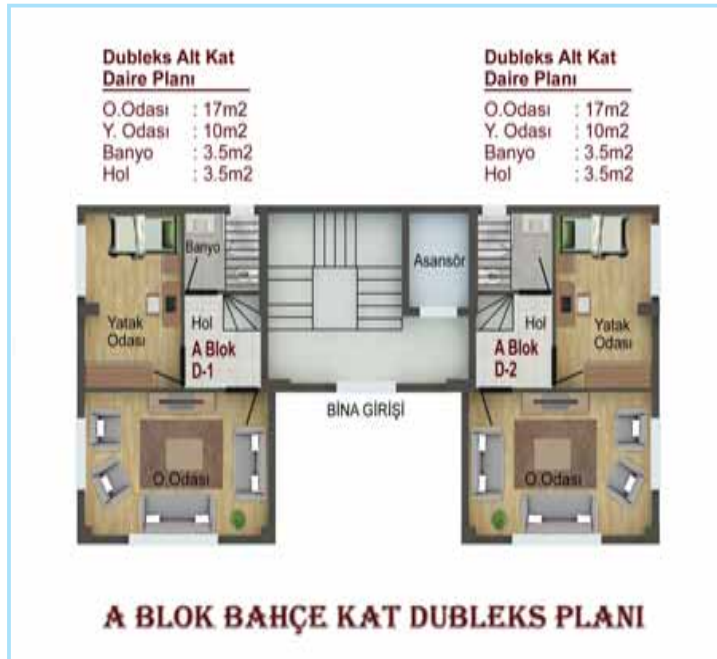 Dubleks Alt Kat
Daire Planı
O.Odası : 17m2
Y. Odası : 10m2
Banyo : 3.5m2
Hol : 3.5m2
Dubleks Alt Kat
Daire Planı
O.Odası : 17m2
Y. Odası : 10m2
Banyo : 3.5m2
Hol : 3.5m2
Banyo
Asansör
Yatak
Odası
Hol
A Blok
D-1
Hol
A Blok
D-2
Yatak
Odası
BİNA GİRİŞİ
O.Odası
O.Odası
A BLOK BAHÇE KAT DUBLEKS PLANI